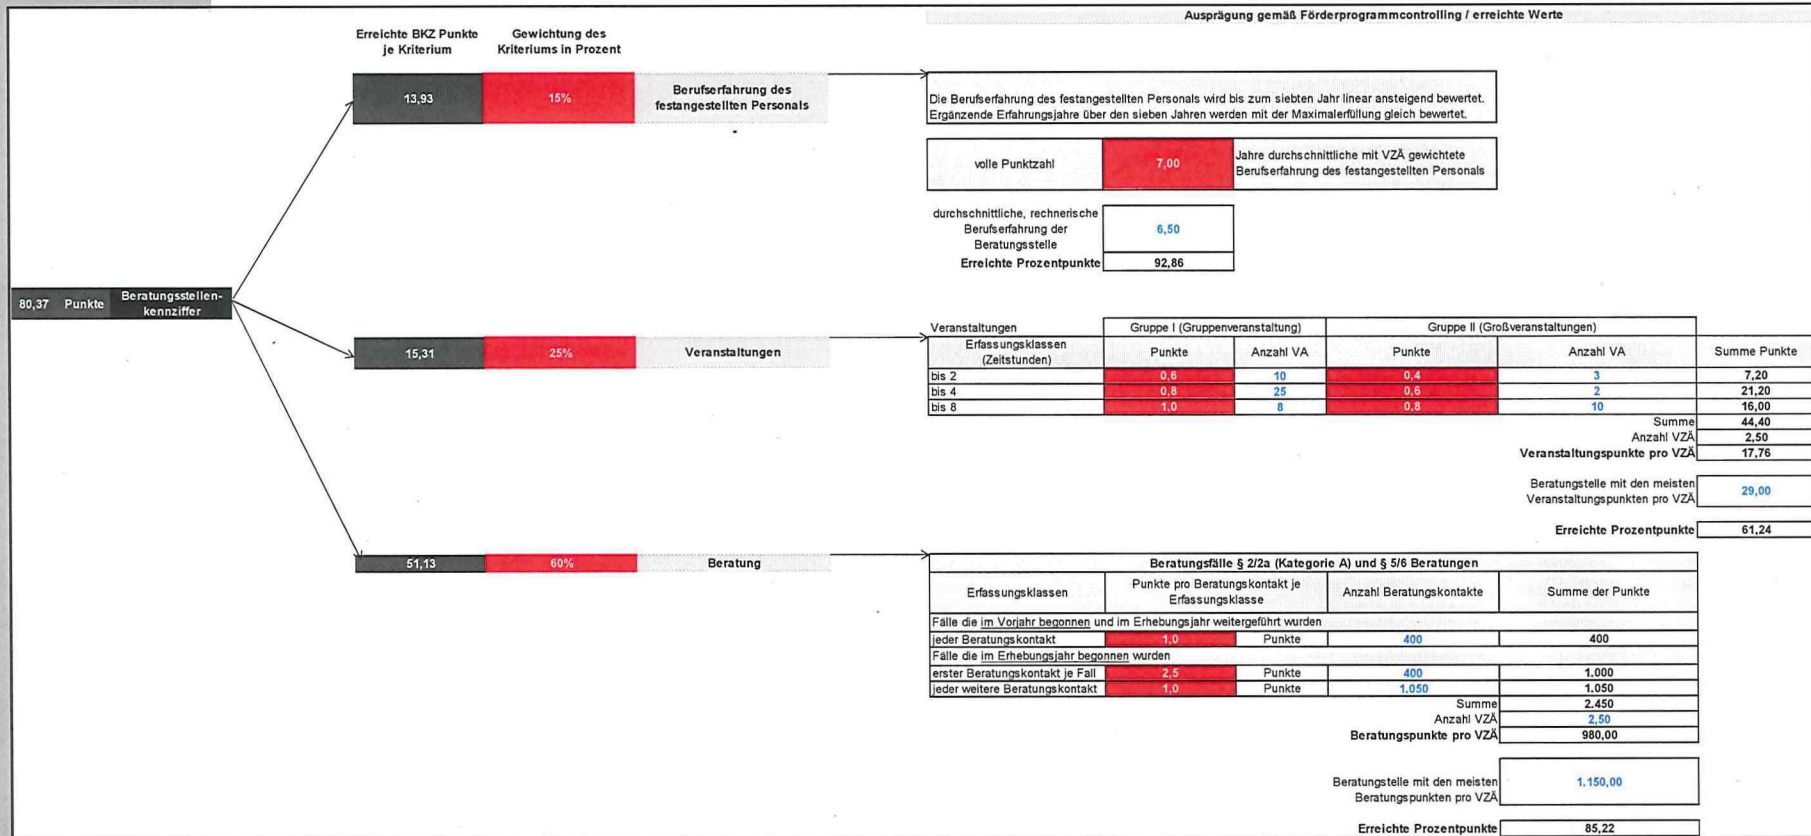 Ausprägung gemäß Förderprogrammcontrolling / erreichte Werte
Erreichte BKZ Punkte je Kriterium
Gewichtung des Kriteriums in Prozent
13,93 15% Berufserfahrung des festangestellten Personals
Die Berufserfahrung des festangestellten Personals wird bis zum siebten Jahr linear ansteigend bewertet.
Ergänzende Erfahrungsjahre über den sieben Jahren werden mit der Maximalerfüllung gleich bewertet.
volle Punktzahl 7,00 Jahre durchschnittliche mit VZÄ gewichtete Berufserfahrung des festangestellten Personals
durchschnittliche, rechnerische Berufserfahrung der Beratungsstelle 6,50
Erreichte Prozentpunkte 92,86
80,37 Punkte Beratungsstellen-kennziffer
15,31 25% Veranstaltungen
Veranstaltungen Gruppe I (Gruppenveranstaltung) Gruppe II (Großveranstaltungen)
Erfassungsklassen (Zeitstunden) Punkte Anzahl VA Punkte Anzahl VA Summe Punkte
bis 2 0,6 10 0,4 3 7,20
bis 4 0,8 25 0,6 2 21,20
bis 8 1,0 8 0,8 10 16,00
Summe 44,40
Anzahl VZÄ 2,50
Veranstaltungspunkte pro VZÄ 17,76
Beratungstelle mit den meisten Veranstaltungspunkten pro VZÄ 29,00
Erreichte Prozentpunkte 61,24
51,13 60% Beratung
Beratungsfälle § 2/2a (Kategorie A) und § 5/6 Beratungen
Erfassungsklassen Punkte pro Beratungskontakt je Erfassungsklasse Anzahl Beratungskontakte Summe der Punkte
Fälle die im Vorjahr begonnen und im Erhebungsjahr weitergeführt wurden
jeder Beratungskontakt 1,0 Punkte 400 400
Fälle die im Erhebungsjahr begonnen wurden
erster Beratungskontakt je Fall 2,5 Punkte 400 1.000
jeder weitere Beratungskontakt 1,0 Punkte 1.050 1.050
Summe 2.450
Anzahl VZÄ 2,50
Beratungspunkte pro VZÄ 980,00
Beratungstelle mit den meisten Beratungspunkten pro VZÄ 1.150,00
Erreichte Prozentpunkte 85,22